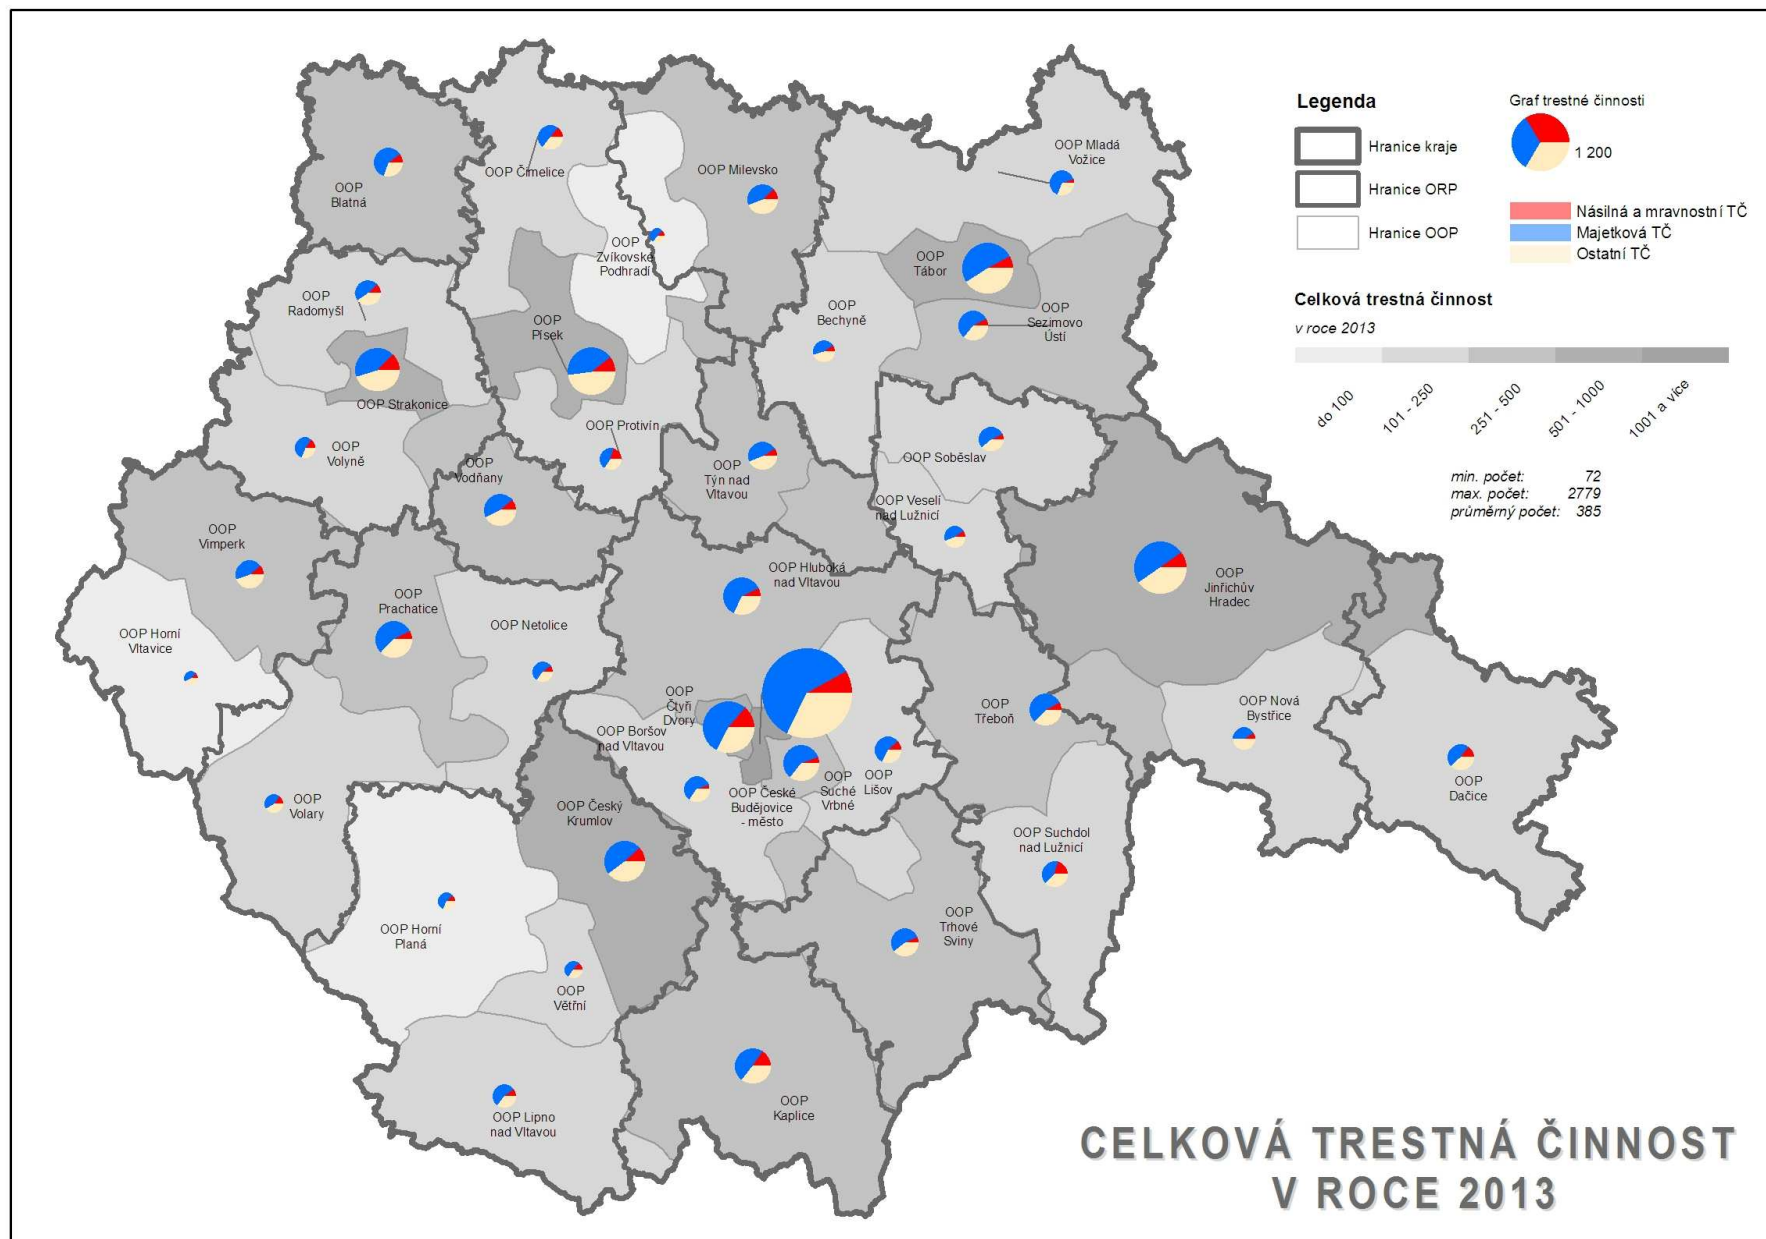 Legenda
Hranice kraje
Hranice ORP
Hranice OOP
Graf trestné činnosti
1 200
Násilná a mravnostní TČ
Majetková TČ
Ostatní TČ
Celková trestná činnost
v roce 2013
do 100
101 - 250
251 - 500
501 - 1000
1001 a více
min. počet: 72
max. počet: 2779
průměrný počet: 385
OOP Mladá
Vožice
OOP Čimelice
OOP Milevsko
OOP
Blatná
OOP
Zvíkovské
Podhradí
OOP
Tábor
OOP
Radomyšl
OOP
Bechyně
OOP
Sezimovo
Ústí
OOP
Písek
OOP Strakonice
OOP Protivín
OOP
Volyně
OOP
Vodňany
OOP
Týn nad
Vltavou
OOP Soběslav
OOP Veselí
nad Lužnicí
OOP
Vimperk
OOP Hluboká
nad Vltavou
OOP
Jinřichův
Hradec
OOP
Prachatice
OOP Netolice
OOP Horní
Vltavice
OOP
Čtyři
Dvory
OOP Boršov
nad Vltavou
OOP
Třeboň
OOP Nová
Bystřice
OOP České
Budějovice
- město
OOP
Suché
Vrbné
OOP
Lišov
OOP
Dačice
OOP
Volary
OOP Český
Krumlov
OOP Suchdol
nad Lužnicí
OOP Horní
Planá
OOP
Trhové
Sviny
OOP
Větřní
OOP
Kaplice
OOP Lipno
nad Vltavou
CELKOVÁ TRESTNÁ ČINNOST
V ROCE 2013